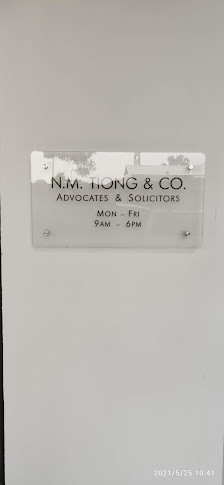 N.M. TIONG & CO.
ADVOCATES & SOLICITORS
MON – FRI
9AM – 6PM
2021/5/25 10:41